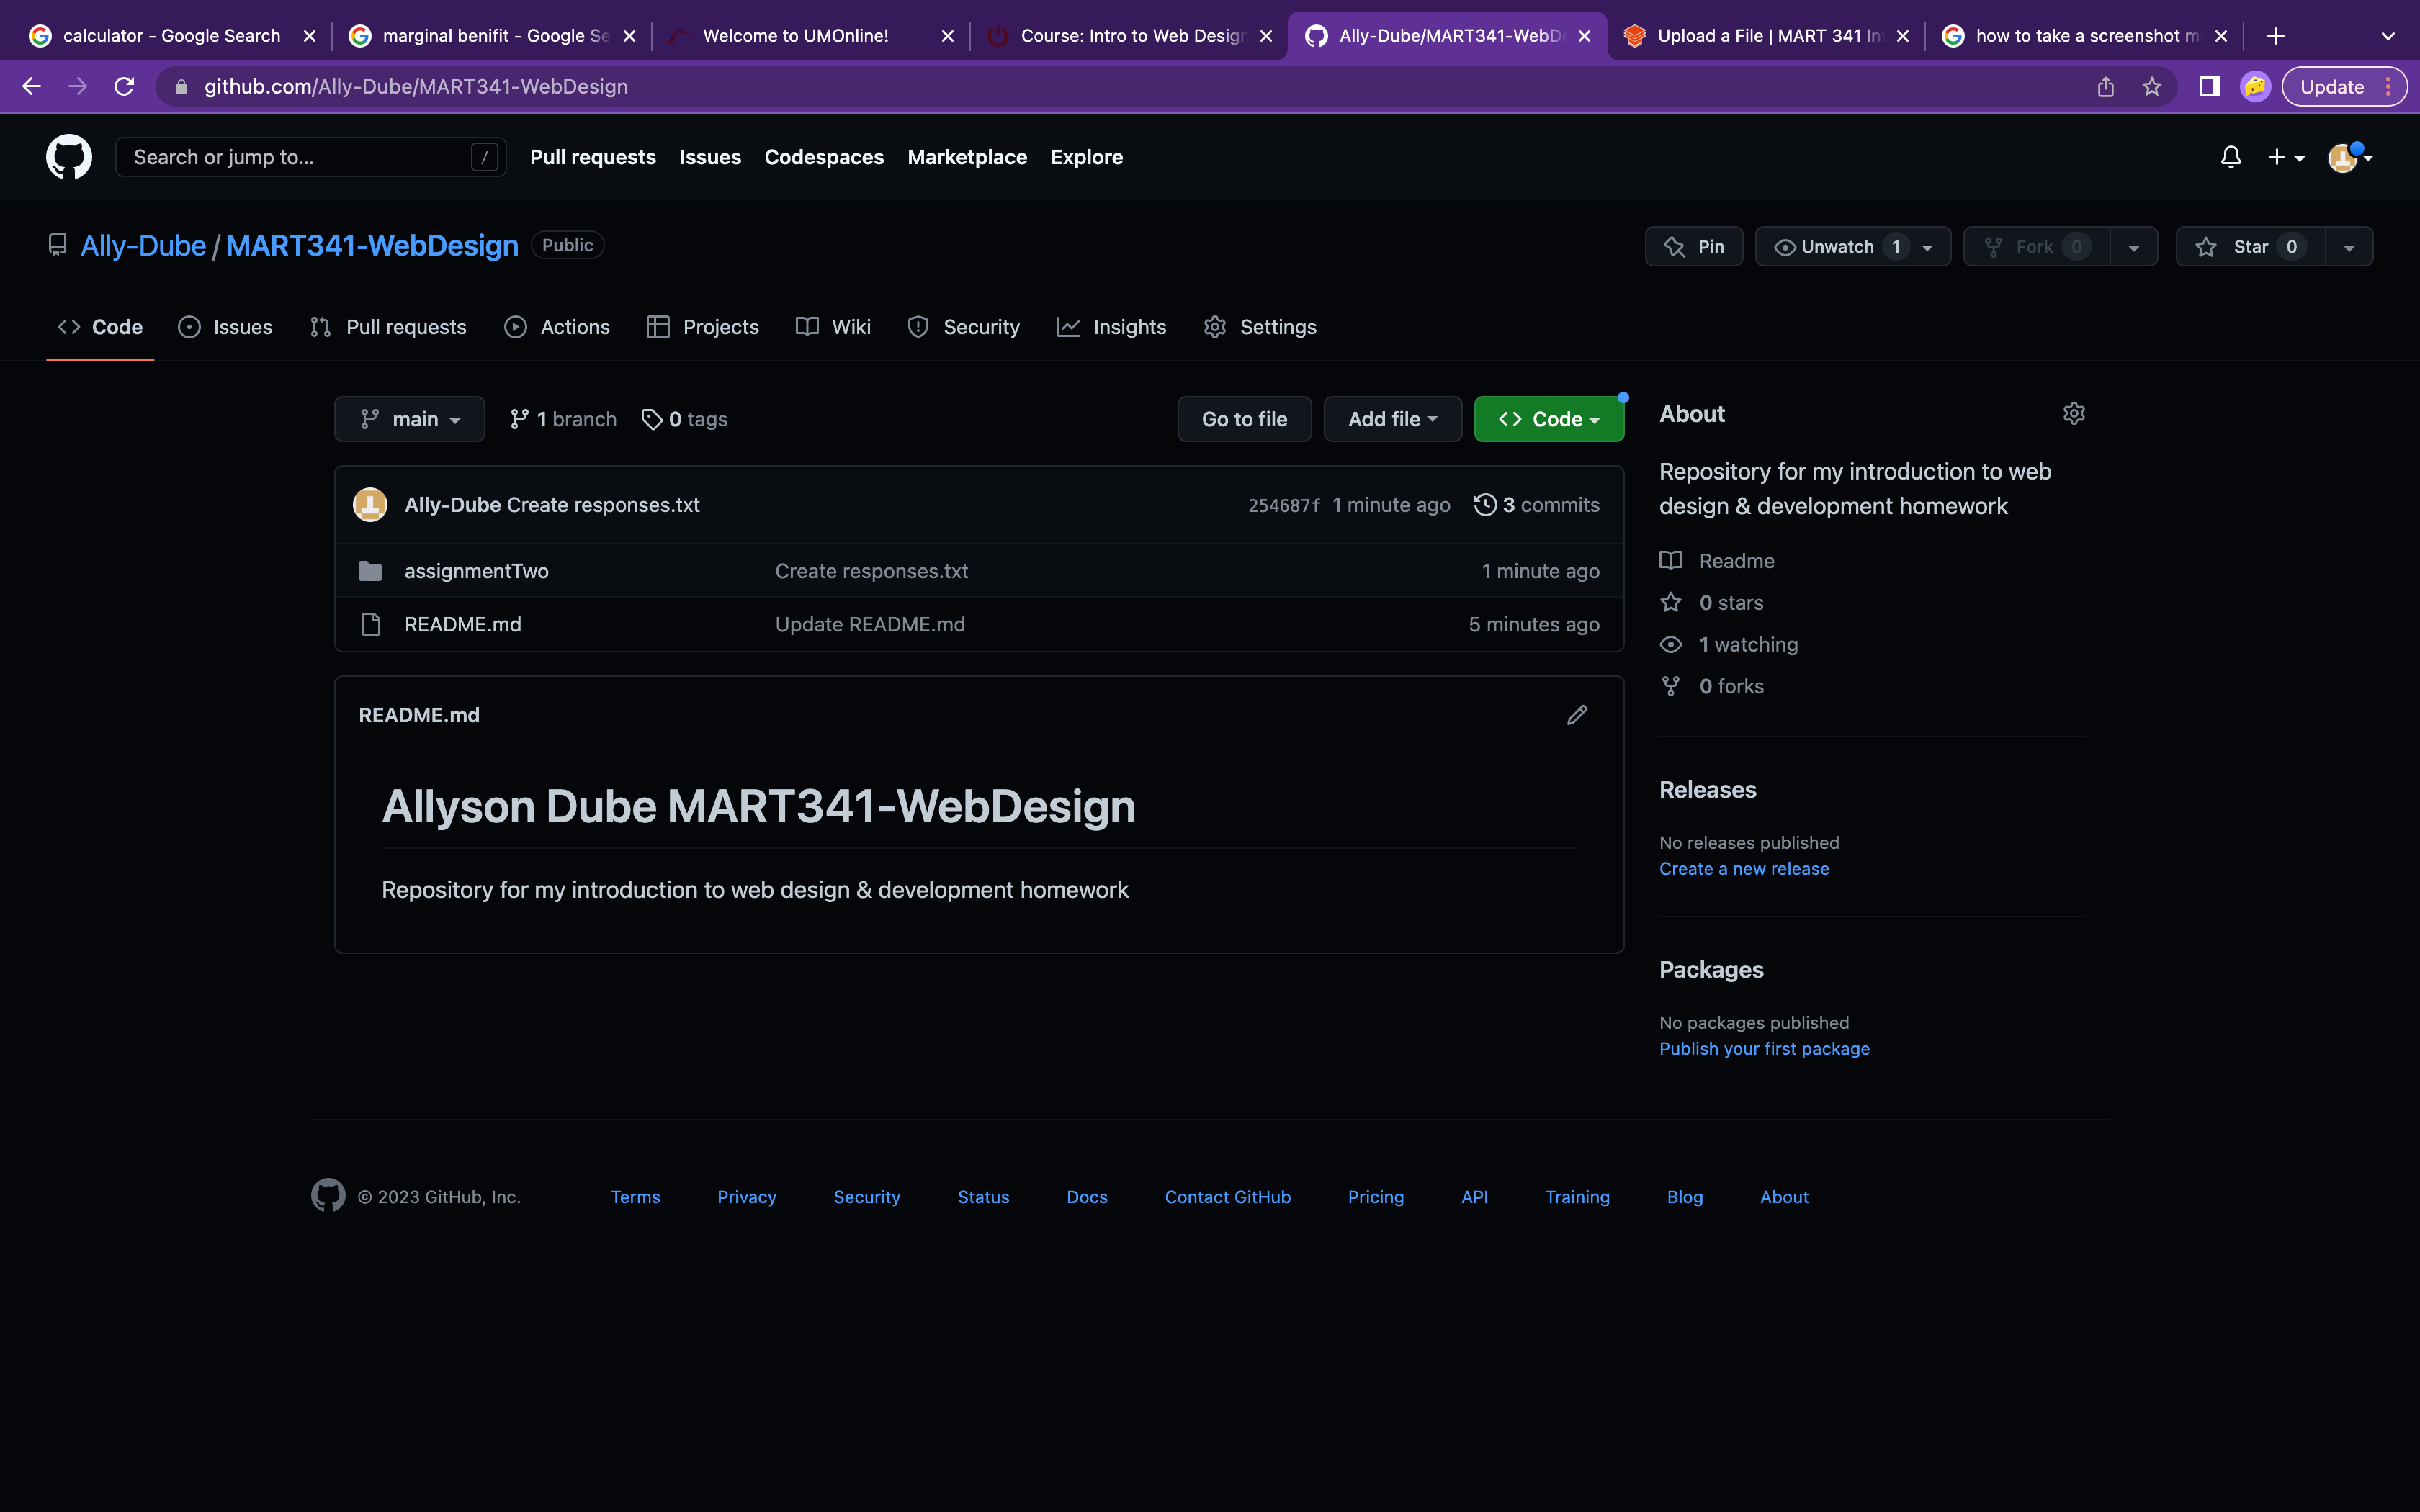 calculator - Google Search
marginal benifit - Google Se
Welcome to UMOnline!
Course: Intro to Web Design
Ally-Dube/MART341-WebD
Upload a File | MART 341 In
how to take a screenshot m
github.com/Ally-Dube/MART341-WebDesign
Update
Search or jump to... /
Pull requests Issues Codespaces Marketplace Explore
Ally-Dube / MART341-WebDesign Public
Pin Unwatch 1 Fork 0 Star 0
Code Issues Pull requests Actions Projects Wiki Security Insights Settings
main 1 branch 0 tags Go to file Add file Code
Ally-Dube Create responses.txt 254687f 1 minute ago 3 commits
assignmentTwo Create responses.txt 1 minute ago
README.md Update README.md 5 minutes ago
README.md
Allyson Dube MART341-WebDesign
Repository for my introduction to web design & development homework
About
Repository for my introduction to web
design & development homework
Readme
0 stars
1 watching
0 forks
Releases
No releases published
Create a new release
Packages
No packages published
Publish your first package
© 2023 GitHub, Inc. Terms Privacy Security Status Docs Contact GitHub Pricing API Training Blog About